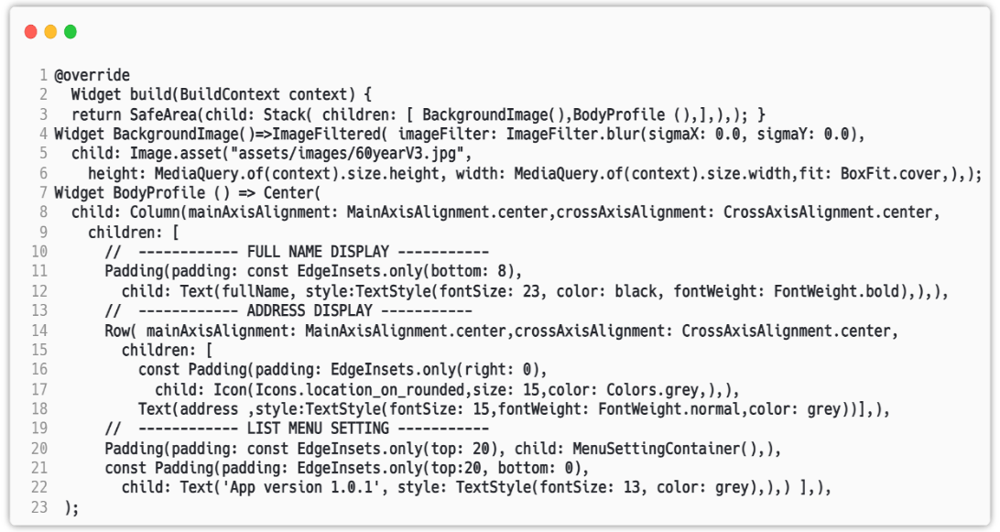 1 @override
2   Widget build(BuildContext context) {
3   return SafeArea(child: Stack( children: [ BackgroundImage(),BodyProfile (),],),); }
4 Widget BackgroundImage()=>ImageFiltered( imageFilter: ImageFilter.blur(sigmaX: 0.0, sigmaY: 0.0),
5   child: Image.asset("assets/images/60yearV3.jpg",
6     height: MediaQuery.of(context).size.height, width: MediaQuery.of(context).size.width,fit: BoxFit.cover,),);
7 Widget BodyProfile () => Center(
8   child: Column(mainAxisAlignment: MainAxisAlignment.center,crossAxisAlignment: CrossAxisAlignment.center,
9     children: [
10       //  ------------ FULL NAME DISPLAY -----------
11       Padding(padding: const EdgeInsets.only(bottom: 8),
12         child: Text(fullName, style:TextStyle(fontSize: 23, color: black, fontWeight: FontWeight.bold),),),
13       //  ------------ ADDRESS DISPLAY -----------
14       Row( mainAxisAlignment: MainAxisAlignment.center,crossAxisAlignment: CrossAxisAlignment.center,
15         children: [
16           const Padding(padding: EdgeInsets.only(right: 0),
17             child: Icon(Icons.location_on_rounded,size: 15,color: Colors.grey,),),
18           Text(address ,style:TextStyle(fontSize: 15,fontWeight: FontWeight.normal,color: grey))],),
19       //  ------------ LIST MENU SETTING -----------
20       Padding(padding: const EdgeInsets.only(top: 20), child: MenuSettingContainer(),),
21       const Padding(padding: EdgeInsets.only(top:20, bottom: 0),
22         child: Text('App version 1.0.1', style: TextStyle(fontSize: 13, color: grey),),) ],),
23  );